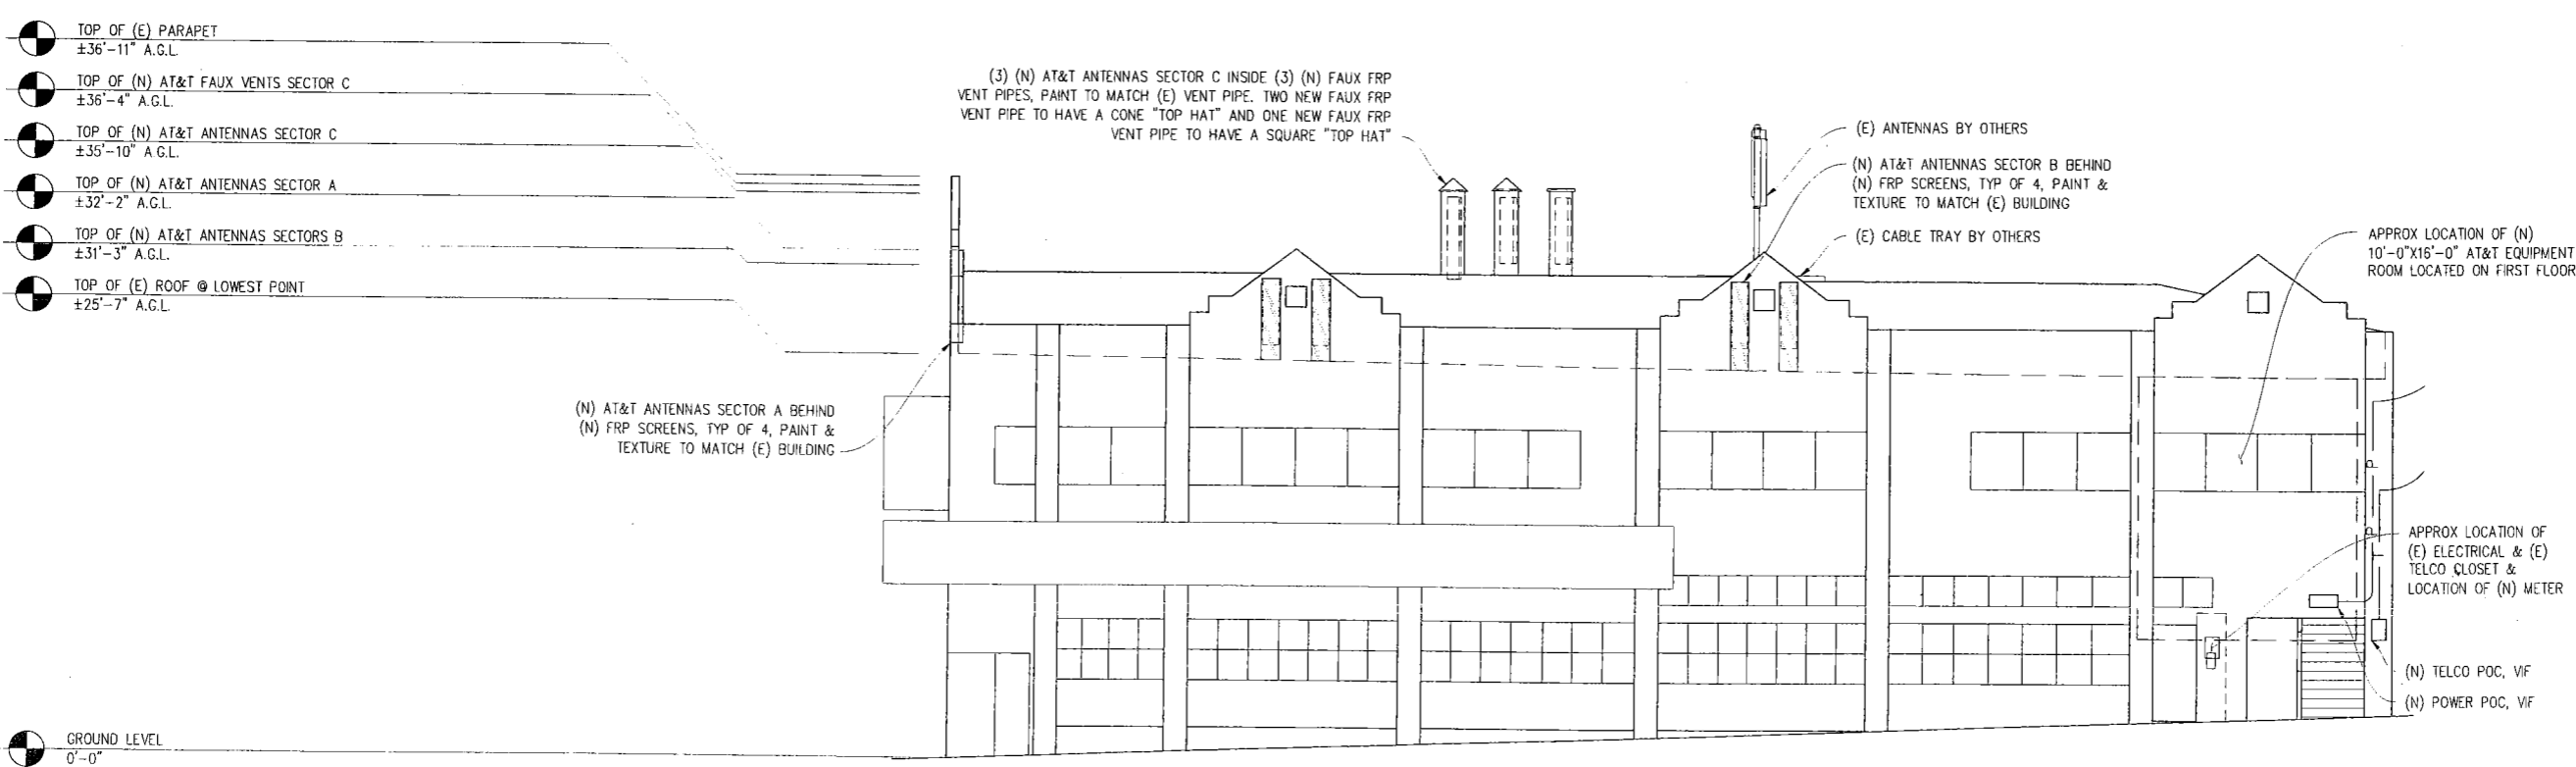 TOP OF (E) PARAPET
±36'-11" A.G.L.
TOP OF (N) AT&T FAUX VENTS SECTOR C
±36'-4" A.G.L.
TOP OF (N) AT&T ANTENNAS SECTOR C
±35'-10" A.G.L.
TOP OF (N) AT&T ANTENNAS SECTOR A
±32'-2" A.G.L.
TOP OF (N) AT&T ANTENNAS SECTORS B
±31'-3" A.G.L.
TOP OF (E) ROOF @ LOWEST POINT
±25'-7" A.G.L.
(3) (N) AT&T ANTENNAS SECTOR C INSIDE (3) (N) FAUX FRP
VENT PIPES, PAINT TO MATCH (E) VENT PIPE. TWO NEW FAUX FRP
VENT PIPE TO HAVE A CONE "TOP HAT" AND ONE NEW FAUX FRP
VENT PIPE TO HAVE A SQUARE "TOP HAT"
(E) ANTENNAS BY OTHERS
(N) AT&T ANTENNAS SECTOR B BEHIND
(N) FRP SCREENS, TYP OF 4, PAINT &
TEXTURE TO MATCH (E) BUILDING
(E) CABLE TRAY BY OTHERS
APPROX LOCATION OF (N)
10'-0"X16'-0" AT&T EQUIPMENT
ROOM LOCATED ON FIRST FLOOR
(N) AT&T ANTENNAS SECTOR A BEHIND
(N) FRP SCREENS, TYP OF 4, PAINT &
TEXTURE TO MATCH (E) BUILDING
APPROX LOCATION OF
(E) ELECTRICAL & (E)
TELCO CLOSET &
LOCATION OF (N) METER
(N) TELCO POC, VIF
(N) POWER POC, VIF
GROUND LEVEL
0'-0"